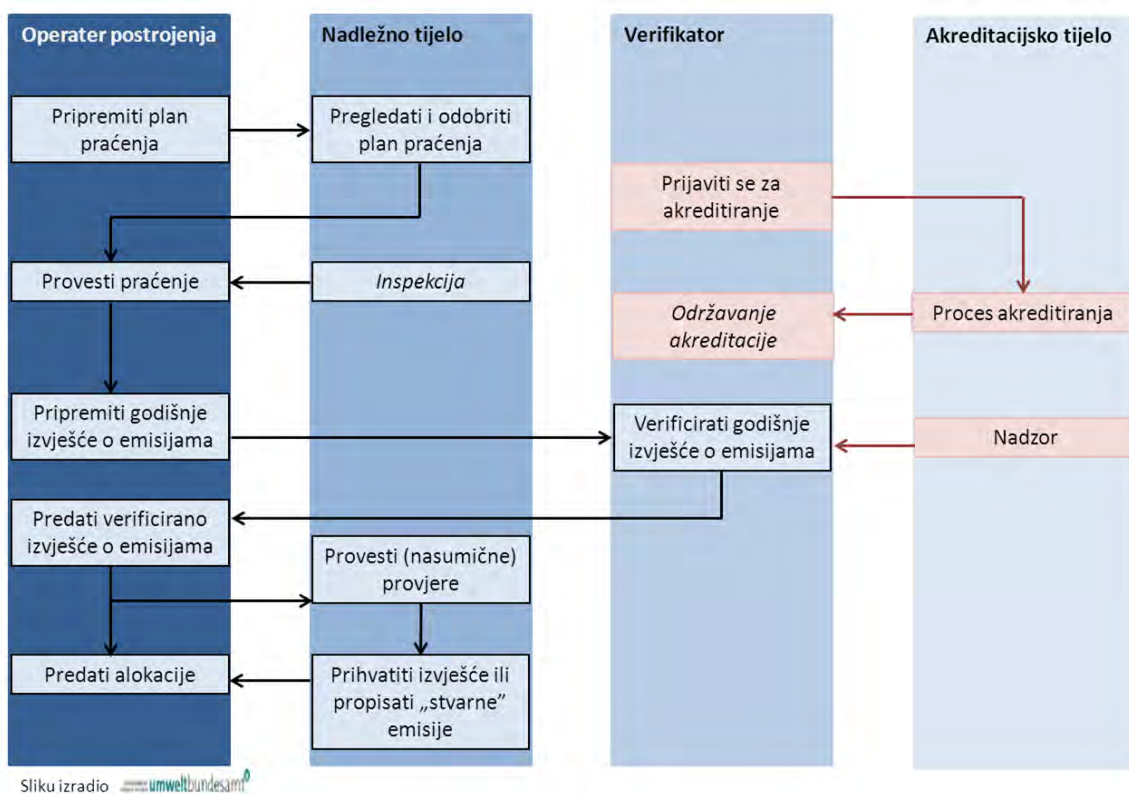 Operater postrojenja
Nadležno tijelo
Verifikator
Akreditacijsko tijelo
Pripremiti plan
praćenja
Pregledati i odobriti
plan praćenja
Prijaviti se za
akreditiranje
Provesti praćenje
Inspekcija
Održavanje
akreditacije
Proces akreditiranja
Pripremiti godišnje
izvješće o emisijama
Verificirati godišnje
izvješće o emisijama
Nadzor
Predati verificirano
izvješće o emisijama
Provesti (nasumične)
provjere
Predati alokacije
Prihvatiti izvješće ili
propisati „stvarne”
emisije
Sliku izradio umweltbundesamt